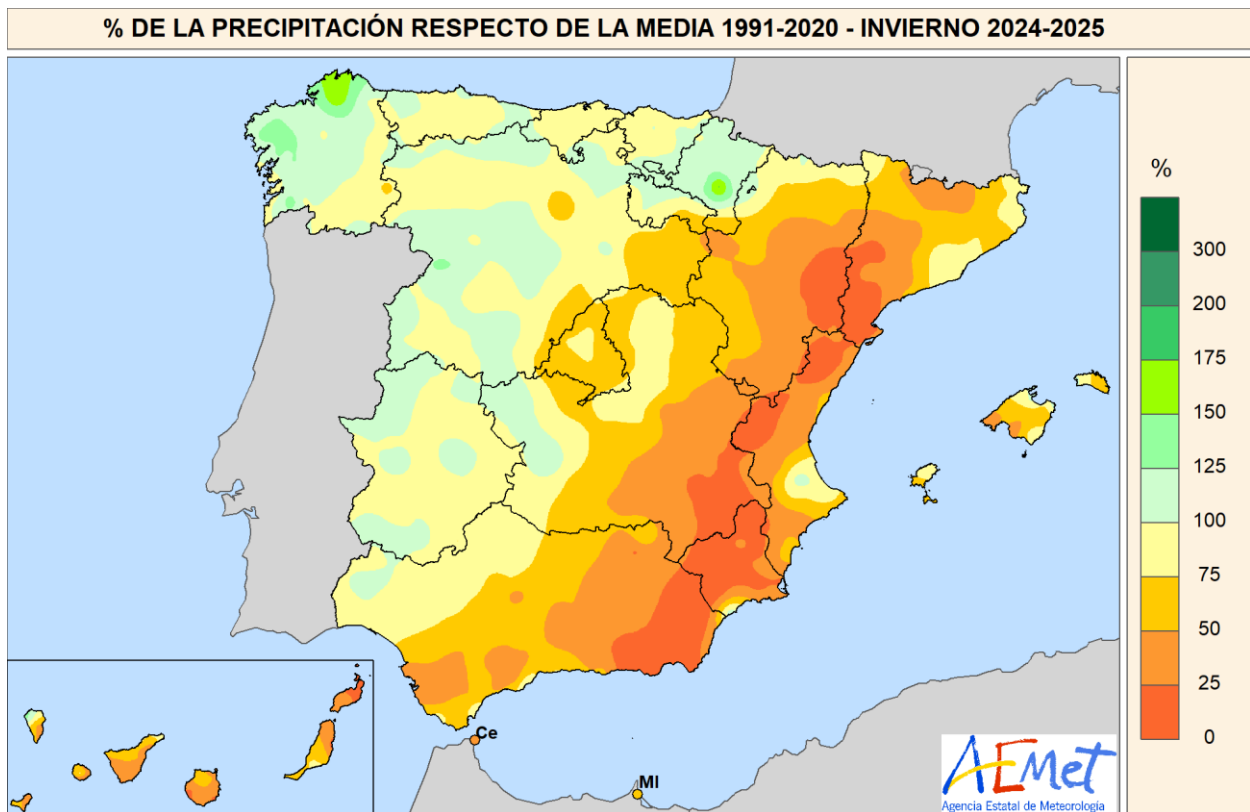 % DE LA PRECIPITACIÓN RESPECTO DE LA MEDIA 1991-2020 - INVIERNO 2024-2025
%
300
200
175
150
125
100
75
50
25
0
Ce
Ml
AEMet
Agencia Estatal de Meteorología